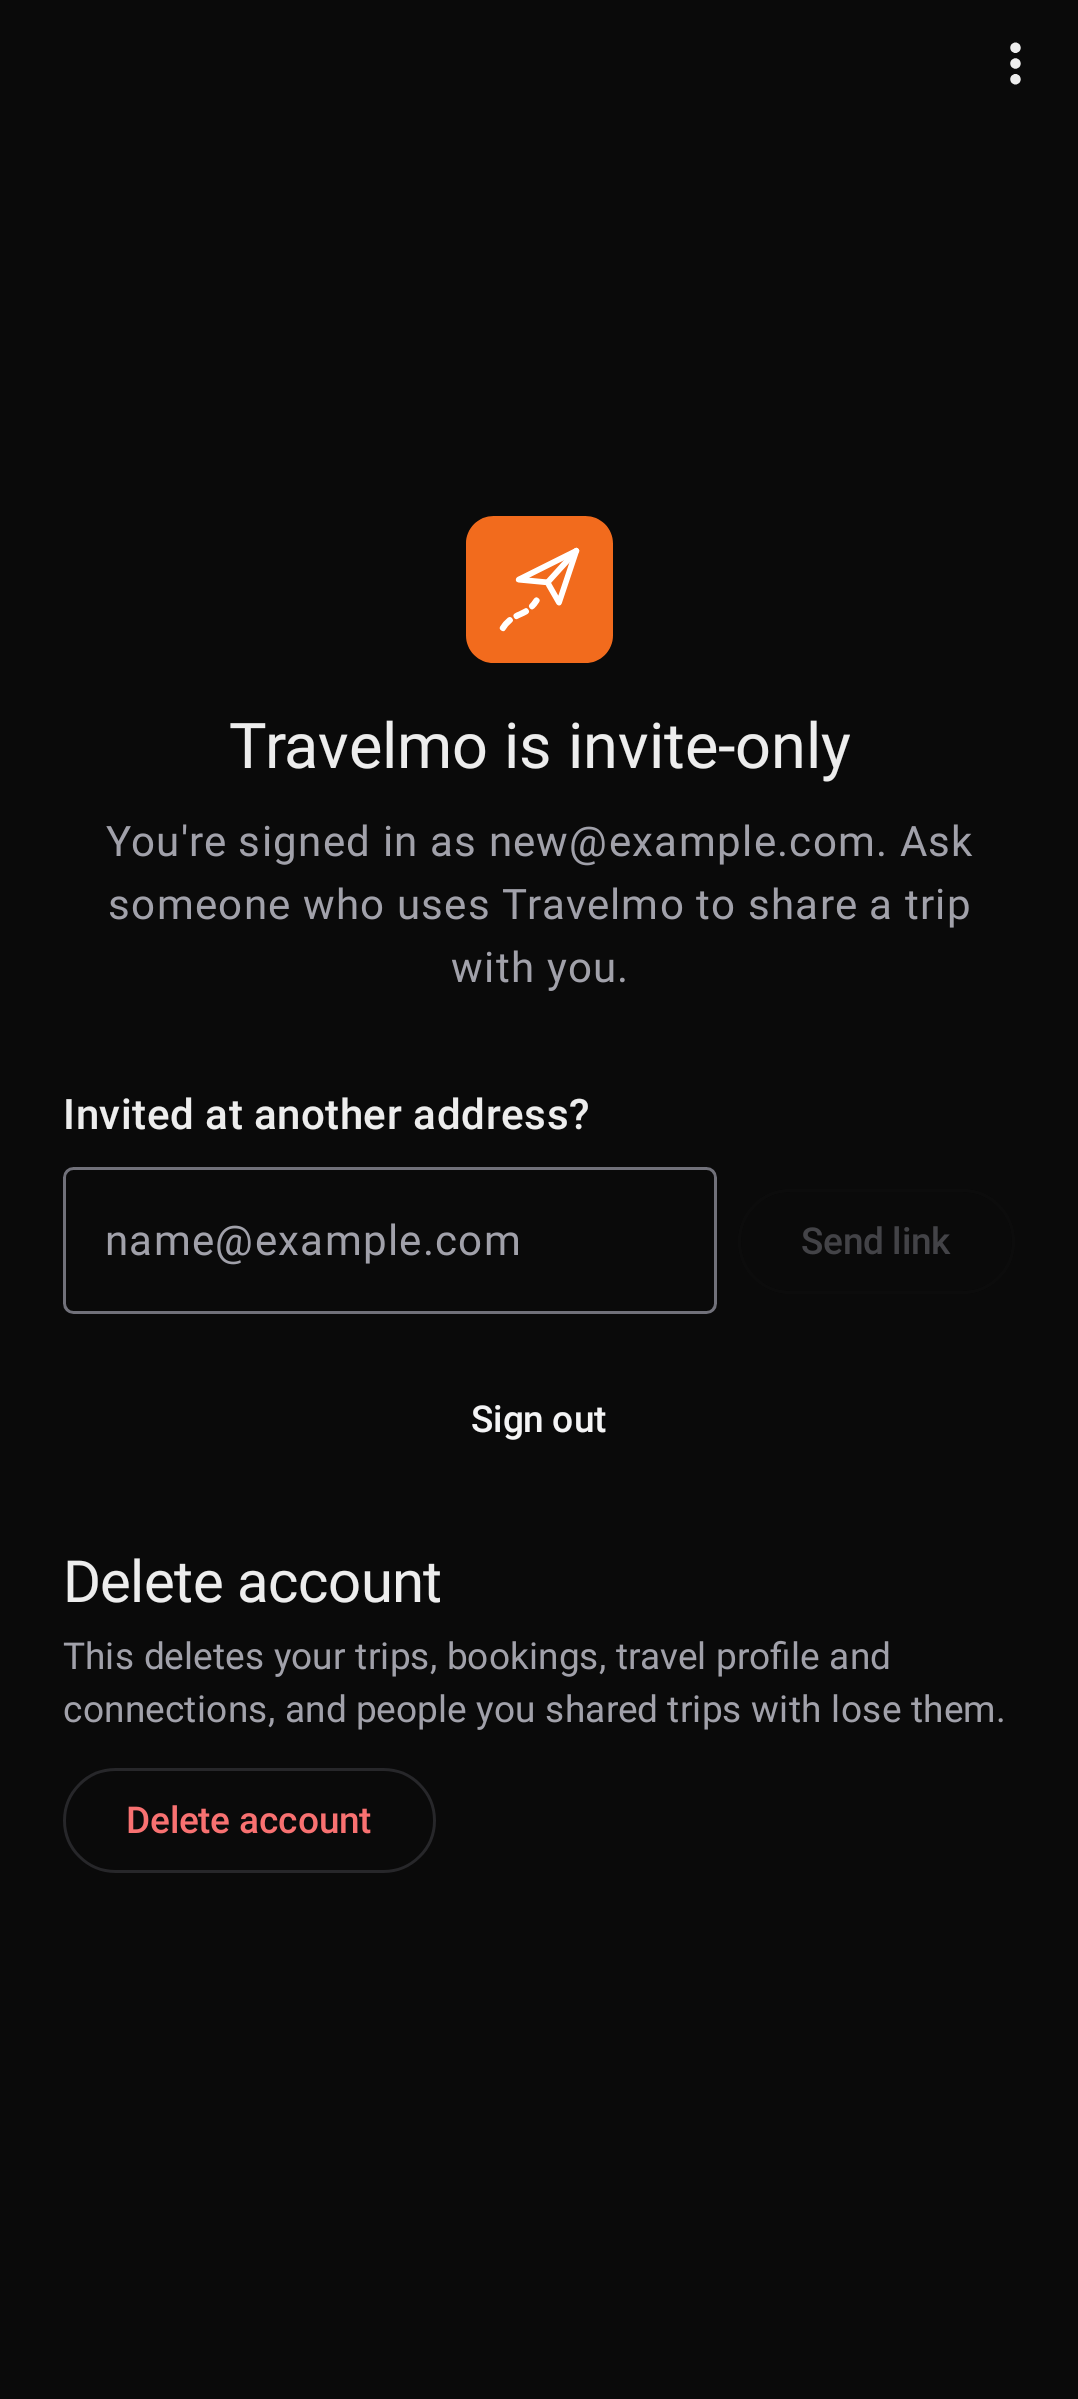 Travelmo is invite-only
You're signed in as new@example.com. Ask
someone who uses Travelmo to share a trip
with you.
Invited at another address?
name@example.com
Send link
Sign out
Delete account
This deletes your trips, bookings, travel profile and
connections, and people you shared trips with lose them.
Delete account